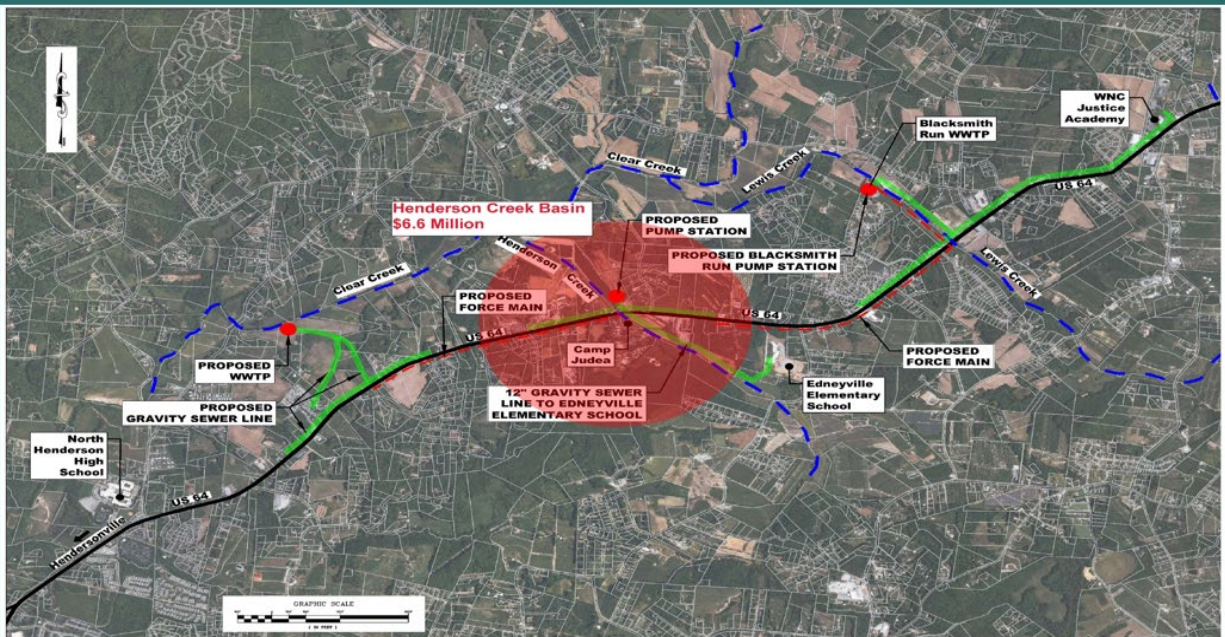 WNC
Justice
Academy
Blacksmith
Run WWTP
US 64
Clear Creek
Lewis Creek
Henderson Creek Basin
$6.6 Million
PROPOSED
PUMP STATION
PROPOSED BLACKSMITH
RUN PUMP STATION
Henderson
Creek
Lewis Creek
Clear Creek
PROPOSED
FORCE MAIN
US 64
US 64
PROPOSED
WWTP
Camp
Judea
PROPOSED
FORCE MAIN
PROPOSED
GRAVITY SEWER LINE
12" GRAVITY SEWER
LINE TO EDNEYVILLE
ELEMENTARY SCHOOL
Edneyville
Elementary
School
North
Henderson
High
School
US 64
Hendersonville
GRAPHIC SCALE